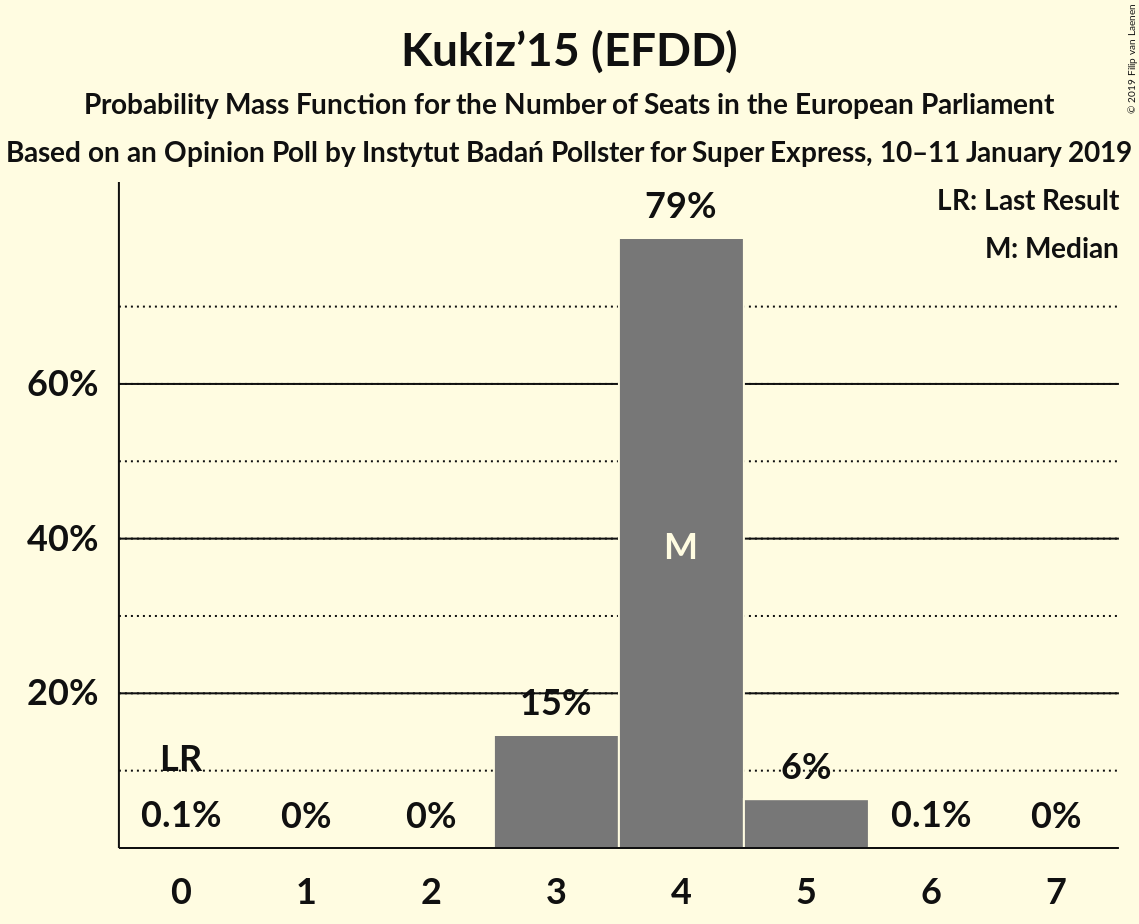 Kukiz’15 (EFDD)
Probability Mass Function for the Number of Seats in the European Parliament
Based on an Opinion Poll by Instytut Badań Pollster for Super Express, 10–11 January 2019
© 2019 Filip van Laenen
LR: Last Result
M: Median
79%
60%
40%
M
20%
15%
LR
6%
0.1% 0% 0% 0.1% 0%
0 1 2 3 4 5 6 7